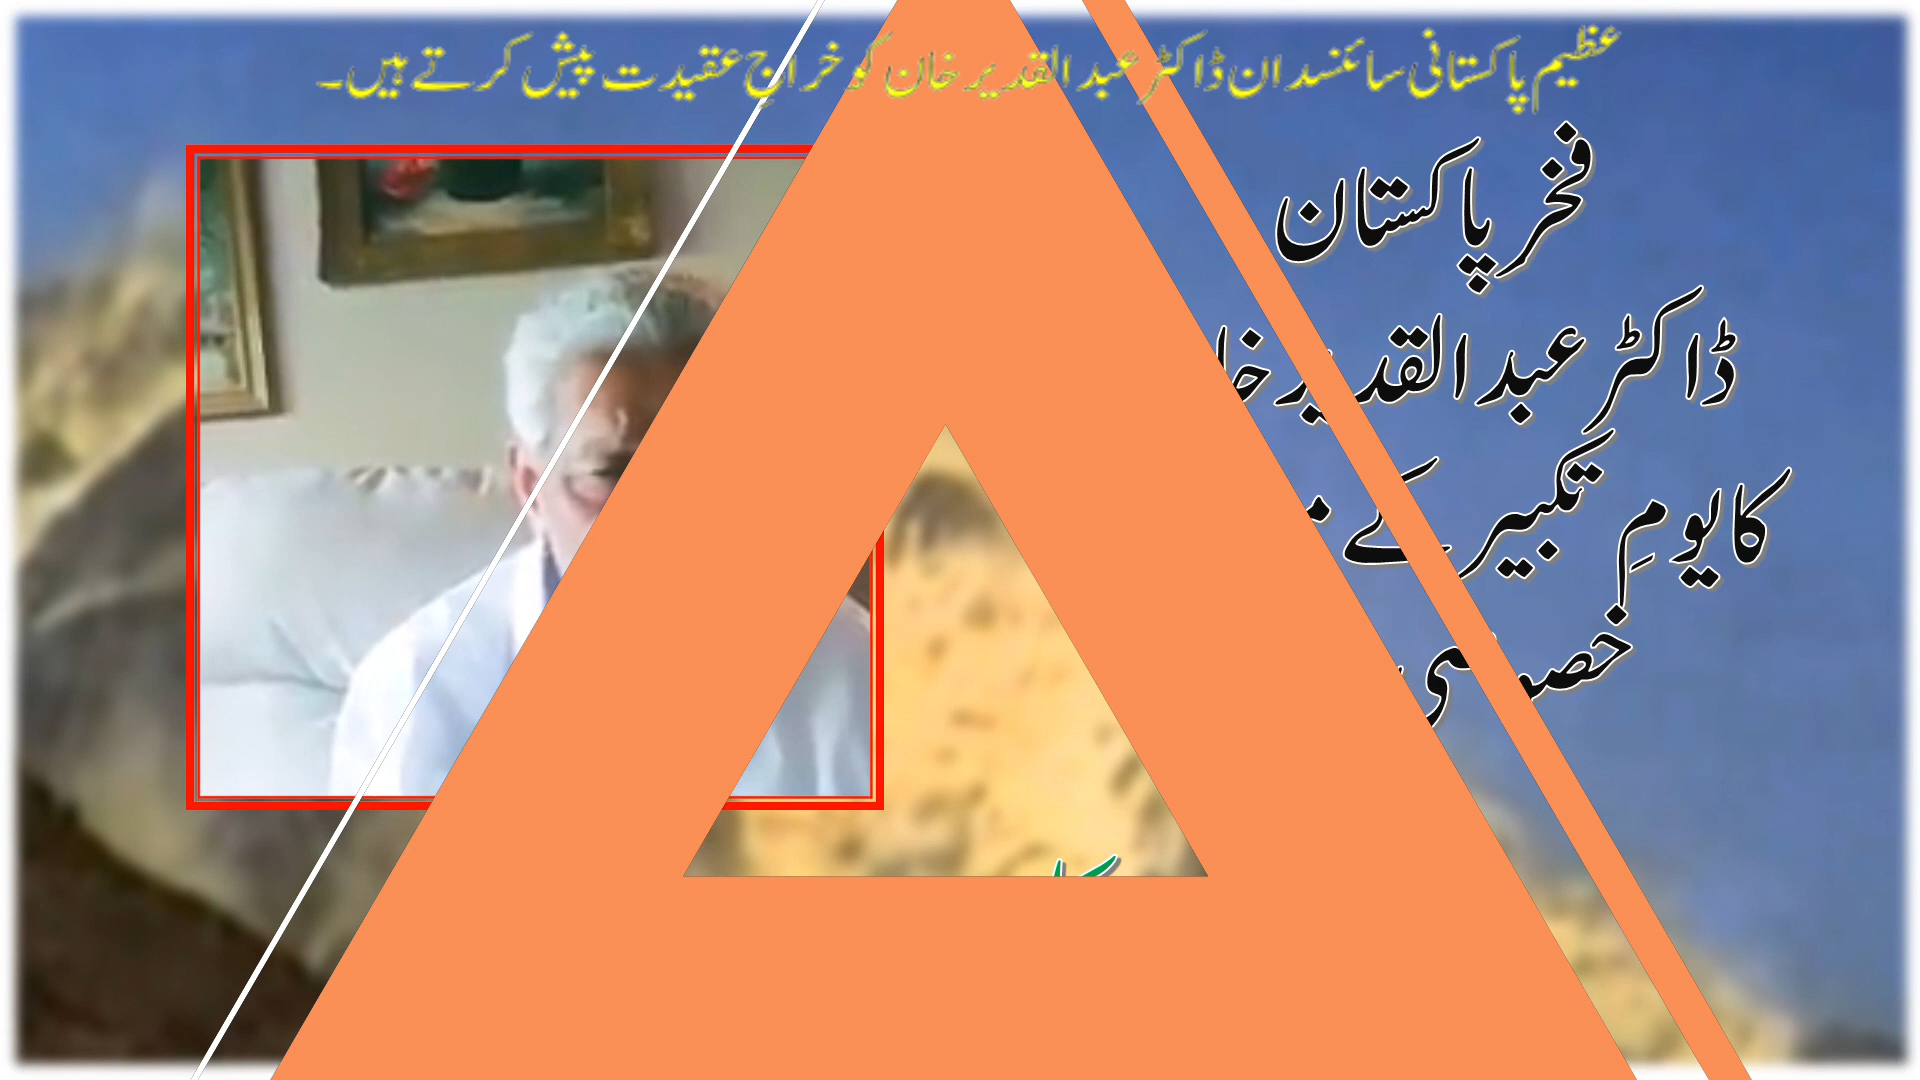 عظیم پاکستانی سائنسدان ڈاکٹر عبدالقدیر خان کو خراجِ عقیدت پیش کرتے ہیں۔
فخرِ پاکستان
ڈاکٹر عبدالقدیر
کا یومِ تکبیر کے